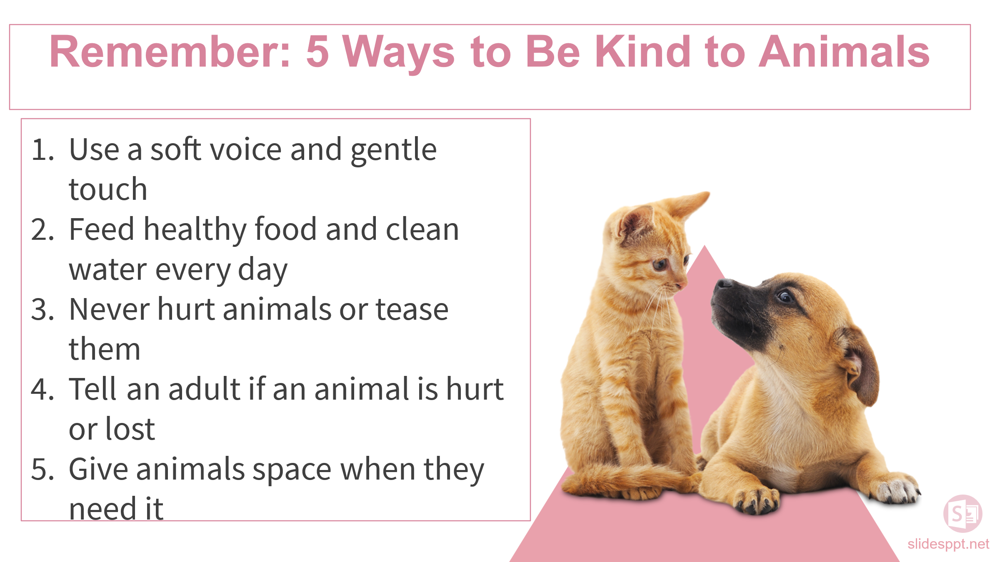 Remember: 5 Ways to Be Kind to Animals
1. Use a soft voice and gentle
touch
2. Feed healthy food and clean
water every day
3. Never hurt animals or tease
them
4. Tell an adult if an animal is hurt
or lost
5. Give animals space when they
need it
S
slidesppt.net